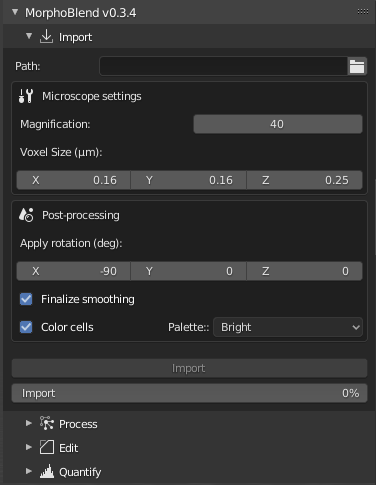 MorphoBlend v0.3.4
Import
Path:
Microscope settings
Magnification: 40
Voxel Size (μm):
X 0.16 Y 0.16 Z 0.25
Post-processing
Apply rotation (deg):
X -90 Y 0 Z 0
Finalize smoothing
Color cells Palette:: Bright
Import
Import 0%
Process
Edit
Quantify